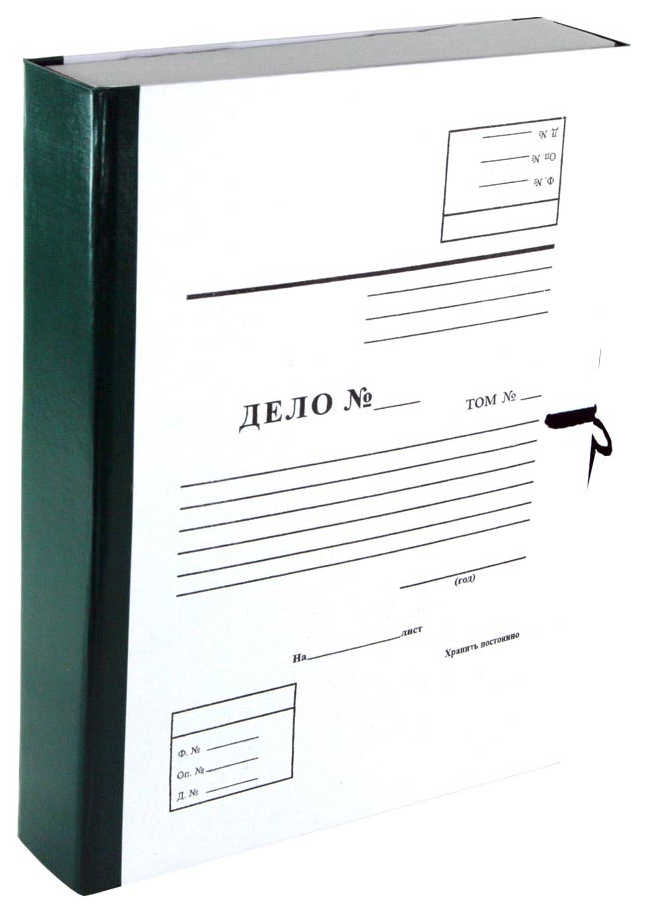 Д. №
Оп. №
Ф. №
ДЕЛО № ТОМ №
(год)
На лист
Хранить постоянно
Ф. №
Оп. №
Д. №